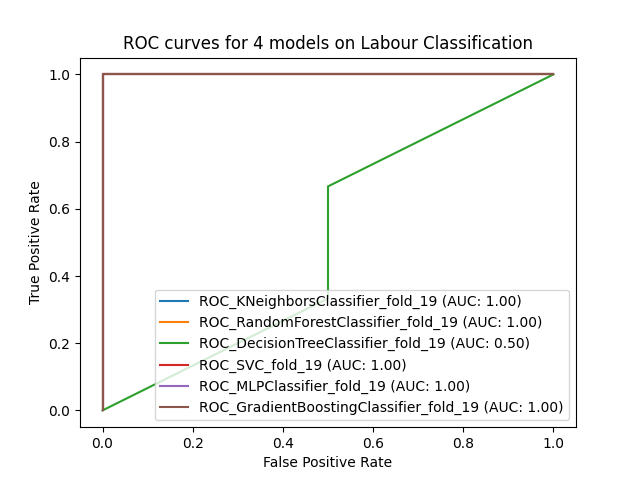 ROC curves for 4 models on Labour Classification
1.0
0.8
0.6
0.4
0.2
0.0
True Positive Rate
ROC_KNeighborsClassifier_fold_19 (AUC: 1.00)
ROC_RandomForestClassifier_fold_19 (AUC: 1.00)
ROC_DecisionTreeClassifier_fold_19 (AUC: 0.50)
ROC_SVC_fold_19 (AUC: 1.00)
ROC_MLPClassifier_fold_19 (AUC: 1.00)
ROC_GradientBoostingClassifier_fold_19 (AUC: 1.00)
0.0 0.2 0.4 0.6 0.8 1.0
False Positive Rate